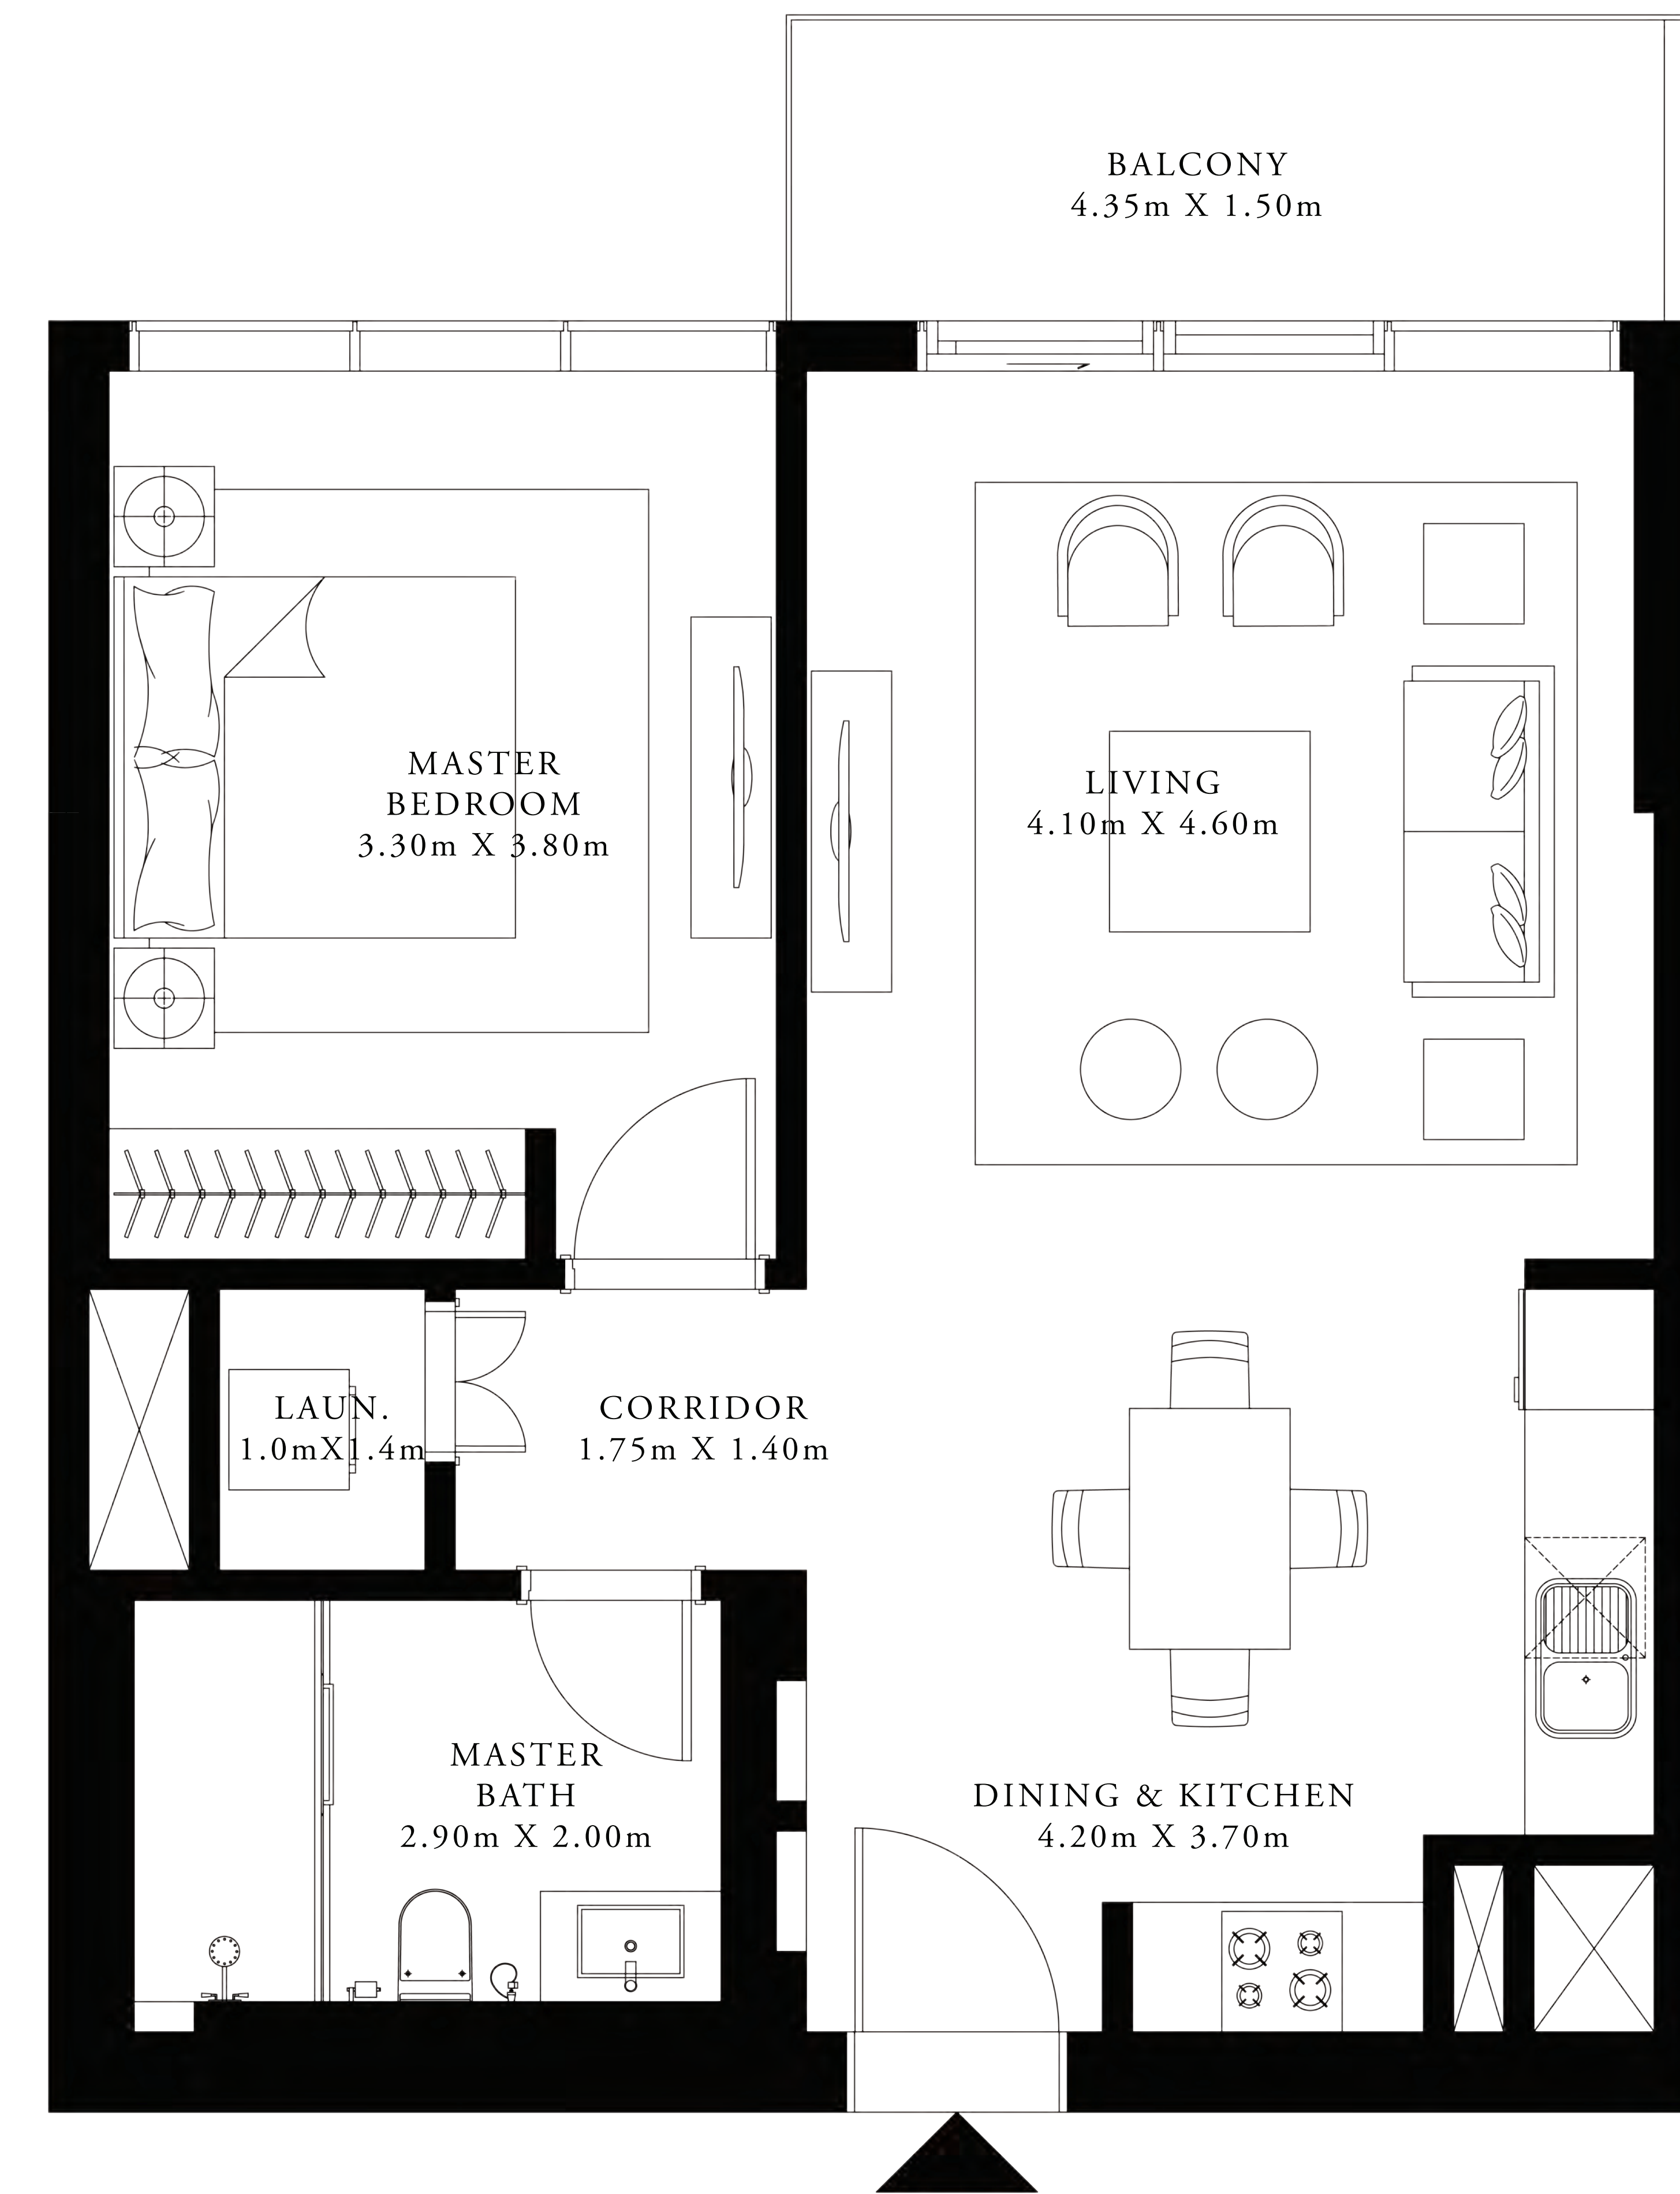 BALCONY
4.35m X 1.50m
MASTER
BEDROOM
3.30m X 3.80m
LIVING
4.10m X 4.60m
LAUN.
1.0mX1.4m
CORRIDOR
1.75m X 1.40m
MASTER
BATH
2.90m X 2.00m
DINING & KITCHEN
4.20m X 3.70m